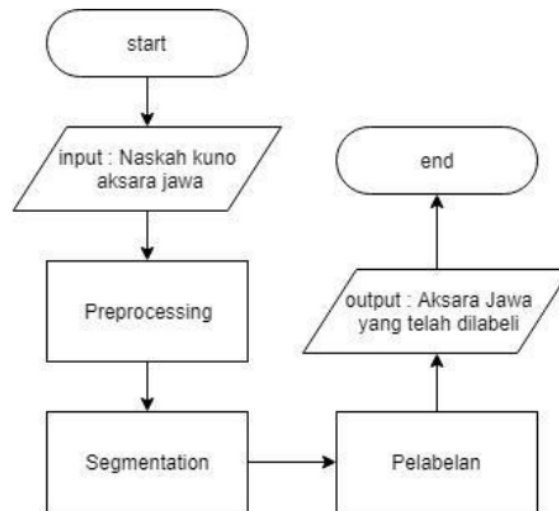 start
input : Naskah kuno
aksara jawa
Preprocessing
Segmentation
Pelabelan
output : Aksara Jawa
yang telah dilabeli
end